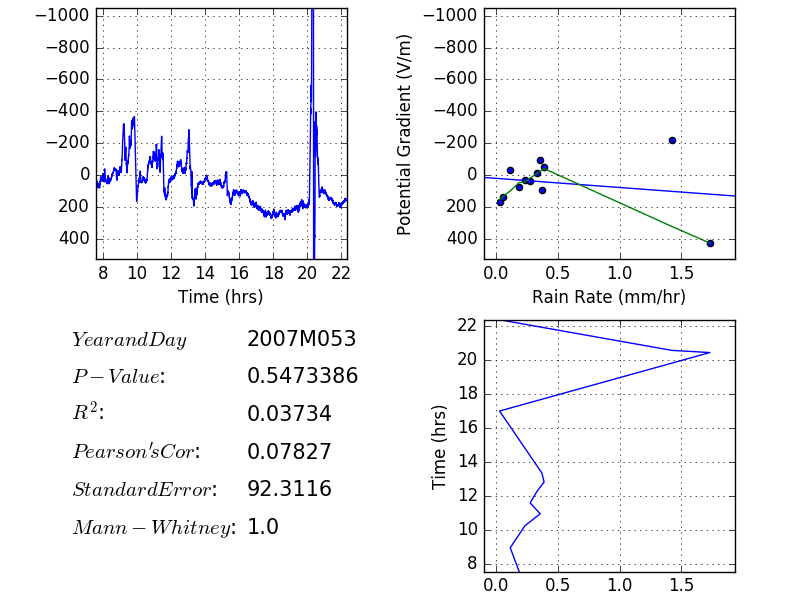 −1000
−800
−600
−400
−200
0
200
400
8 10 12 14 16 18 20 22
Time (hrs)
Potential Gradient (V/m)
−1000
−800
−600
−400
−200
0
200
400
0.0 0.5 1.0 1.5
Rain Rate (mm/hr)
YearandDay 2007M053
P−Value: 0.5473386
R²: 0.03734
Pearson′sCor: 0.07827
StandardError: 92.3116
Mann−Whitney: 1.0
Time (hrs)
22
20
18
16
14
12
10
8
0.0 0.5 1.0 1.5